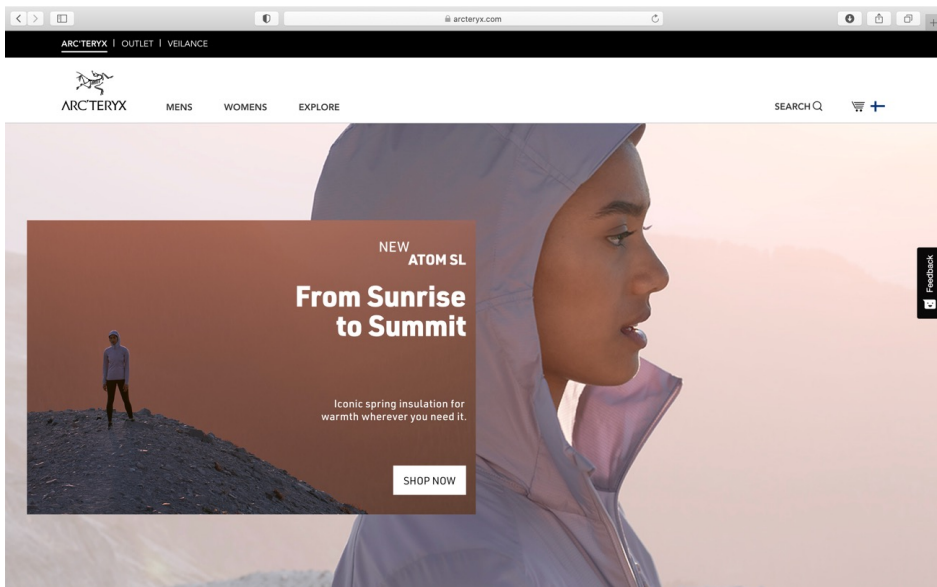 arcteryx.com
ARC'TERYX | OUTLET | VEILANCE
ARC'TERYX
MENS WOMENS EXPLORE
SEARCH
NEW
ATOM SL
From Sunrise
to Summit
Iconic spring insulation for
warmth wherever you need it.
SHOP NOW
Feedback